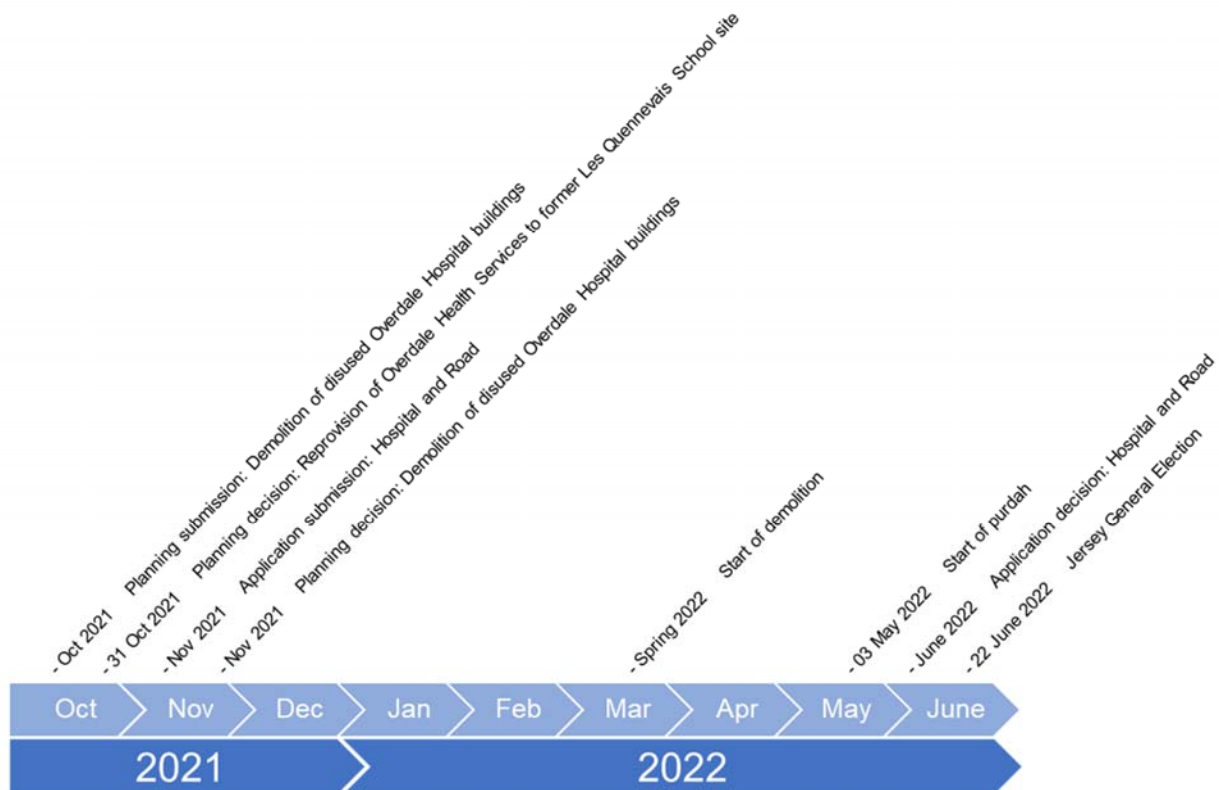 - Oct 2021 Planning submission: Demolition of disused Overdale Hospital buildings
- 31 Oct 2021 Planning decision: Reprovision of Overdale Health Services to former Les Quennevais School site
- Nov 2021 Application submission: Hospital and Road
- Nov 2021 Planning decision: Demolition of disused Overdale Hospital buildings
- Spring 2022 Start of demolition
- 03 May 2022 Start of purdah
- June 2022 Application decision: Hospital and Road
- 22 June 2022 Jersey General Election
Oct Nov Dec Jan Feb Mar Apr May June
2021 2022